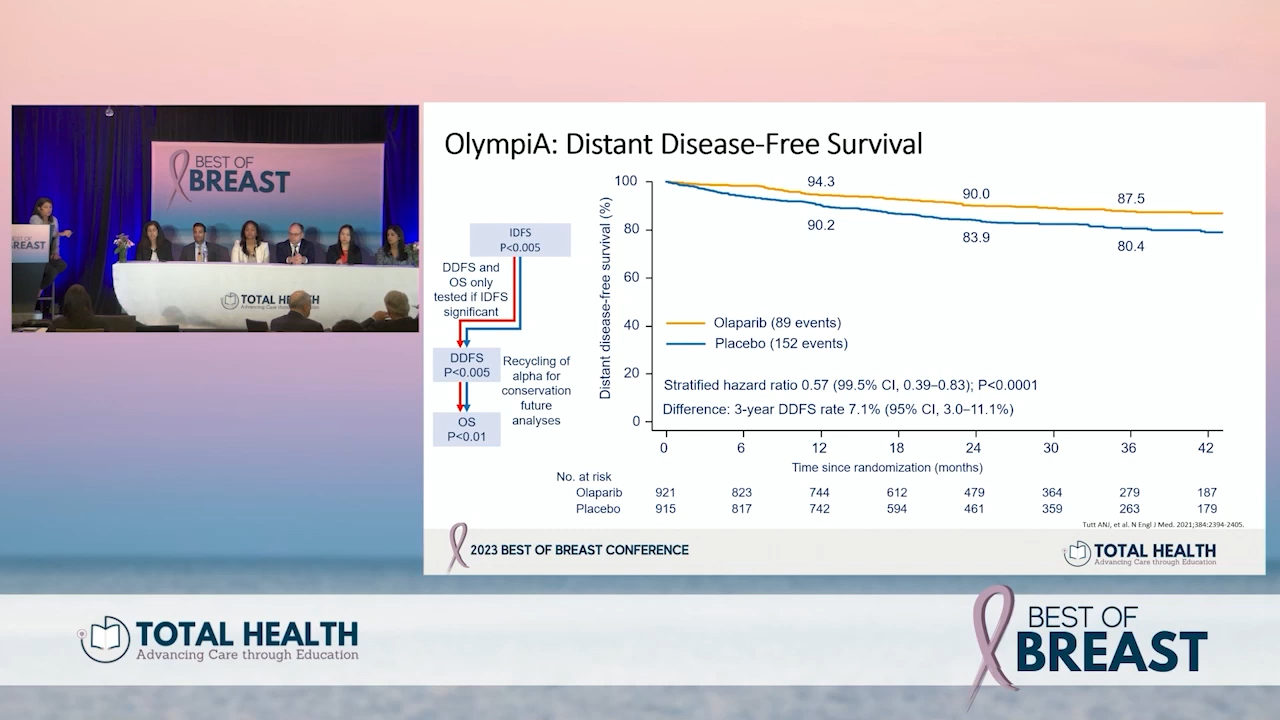 BEST OF
BREAST
BREAST
TOTAL HEALTH
Advancing Care through Education
OlympiA: Distant Disease-Free Survival
IDFS
P<0.005
DDFS and
OS only
tested if IDFS
significant
DDFS
P<0.005
Recycling of
alpha for
conservation
future
analyses
OS
P<0.01
Distant disease-free survival (%)
100
80
60
40
20
0
94.3
90.0
87.5
90.2
83.9
80.4
Olaparib (89 events)
Placebo (152 events)
Stratified hazard ratio 0.57 (99.5% CI, 0.39–0.83); P<0.0001
Difference: 3-year DDFS rate 7.1% (95% CI, 3.0–11.1%)
0 6 12 18 24 30 36 42
Time since randomization (months)
No. at risk
Olaparib 921 823 744 612 479 364 279 187
Placebo 915 817 742 594 461 359 263 179
Tutt ANJ, et al. N Engl J Med. 2021;384:2394-2405.
2023 BEST OF BREAST CONFERENCE
TOTAL HEALTH
Advancing Care through Education
TOTAL HEALTH
Advancing Care through Education
BEST OF
BREAST